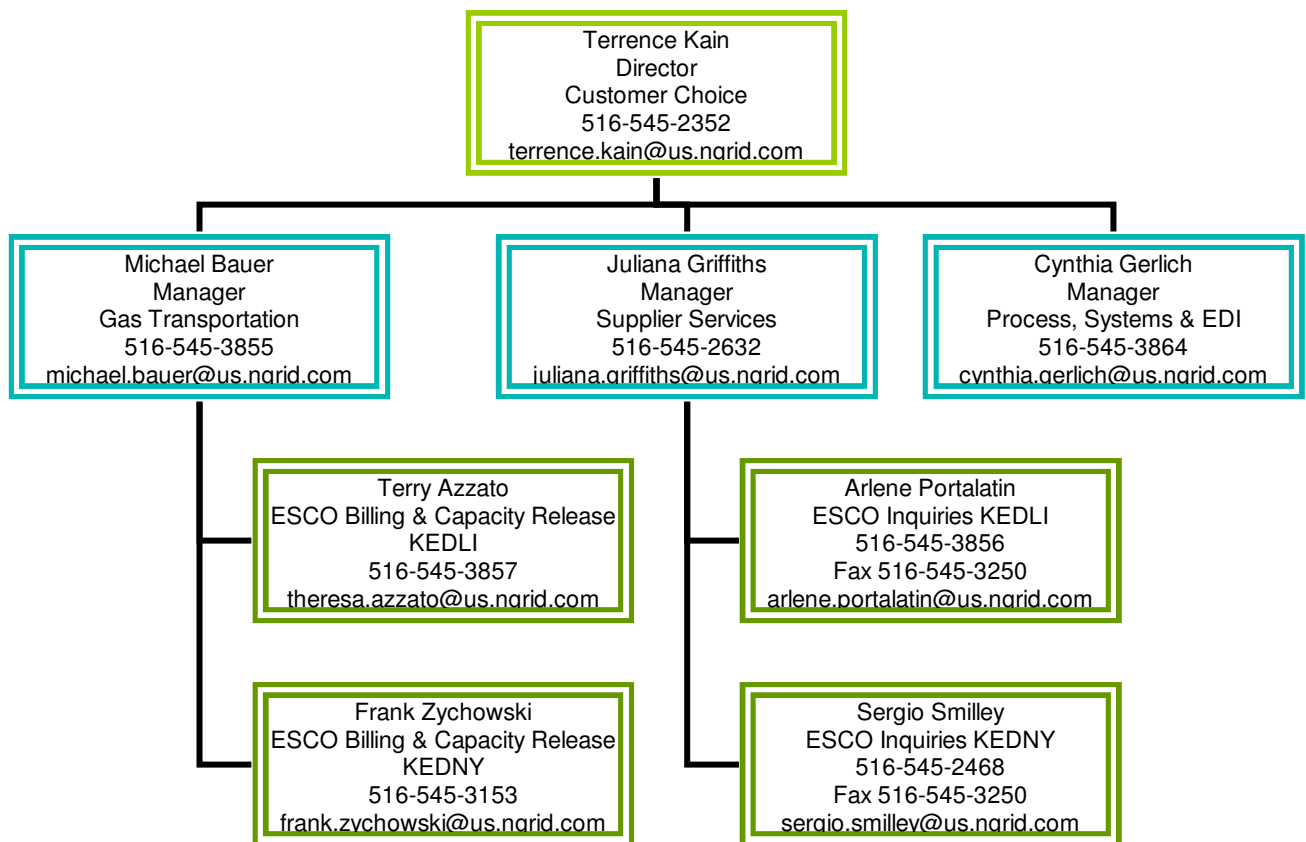 Terrence Kain
Director
Customer Choice
516-545-2352
terrence.kain@us.ngrid.com
Michael Bauer
Manager
Gas Transportation
516-545-3855
michael.bauer@us.ngrid.com
Juliana Griffiths
Manager
Supplier Services
516-545-2632
juliana.griffiths@us.ngrid.com
Cynthia Gerlich
Manager
Process, Systems & EDI
516-545-3864
cynthia.gerlich@us.ngrid.com
Terry Azzato
ESCO Billing & Capacity Release
KEDLI
516-545-3857
theresa.azzato@us.ngrid.com
Arlene Portalatin
ESCO Inquiries KEDLI
516-545-3856
Fax 516-545-3250
arlene.portalatin@us.ngrid.com
Frank Zychowski
ESCO Billing & Capacity Release
KEDNY
516-545-3153
frank.zychowski@us.ngrid.com
Sergio Smilley
ESCO Inquiries KEDNY
516-545-2468
Fax 516-545-3250
sergio.smilley@us.ngrid.com